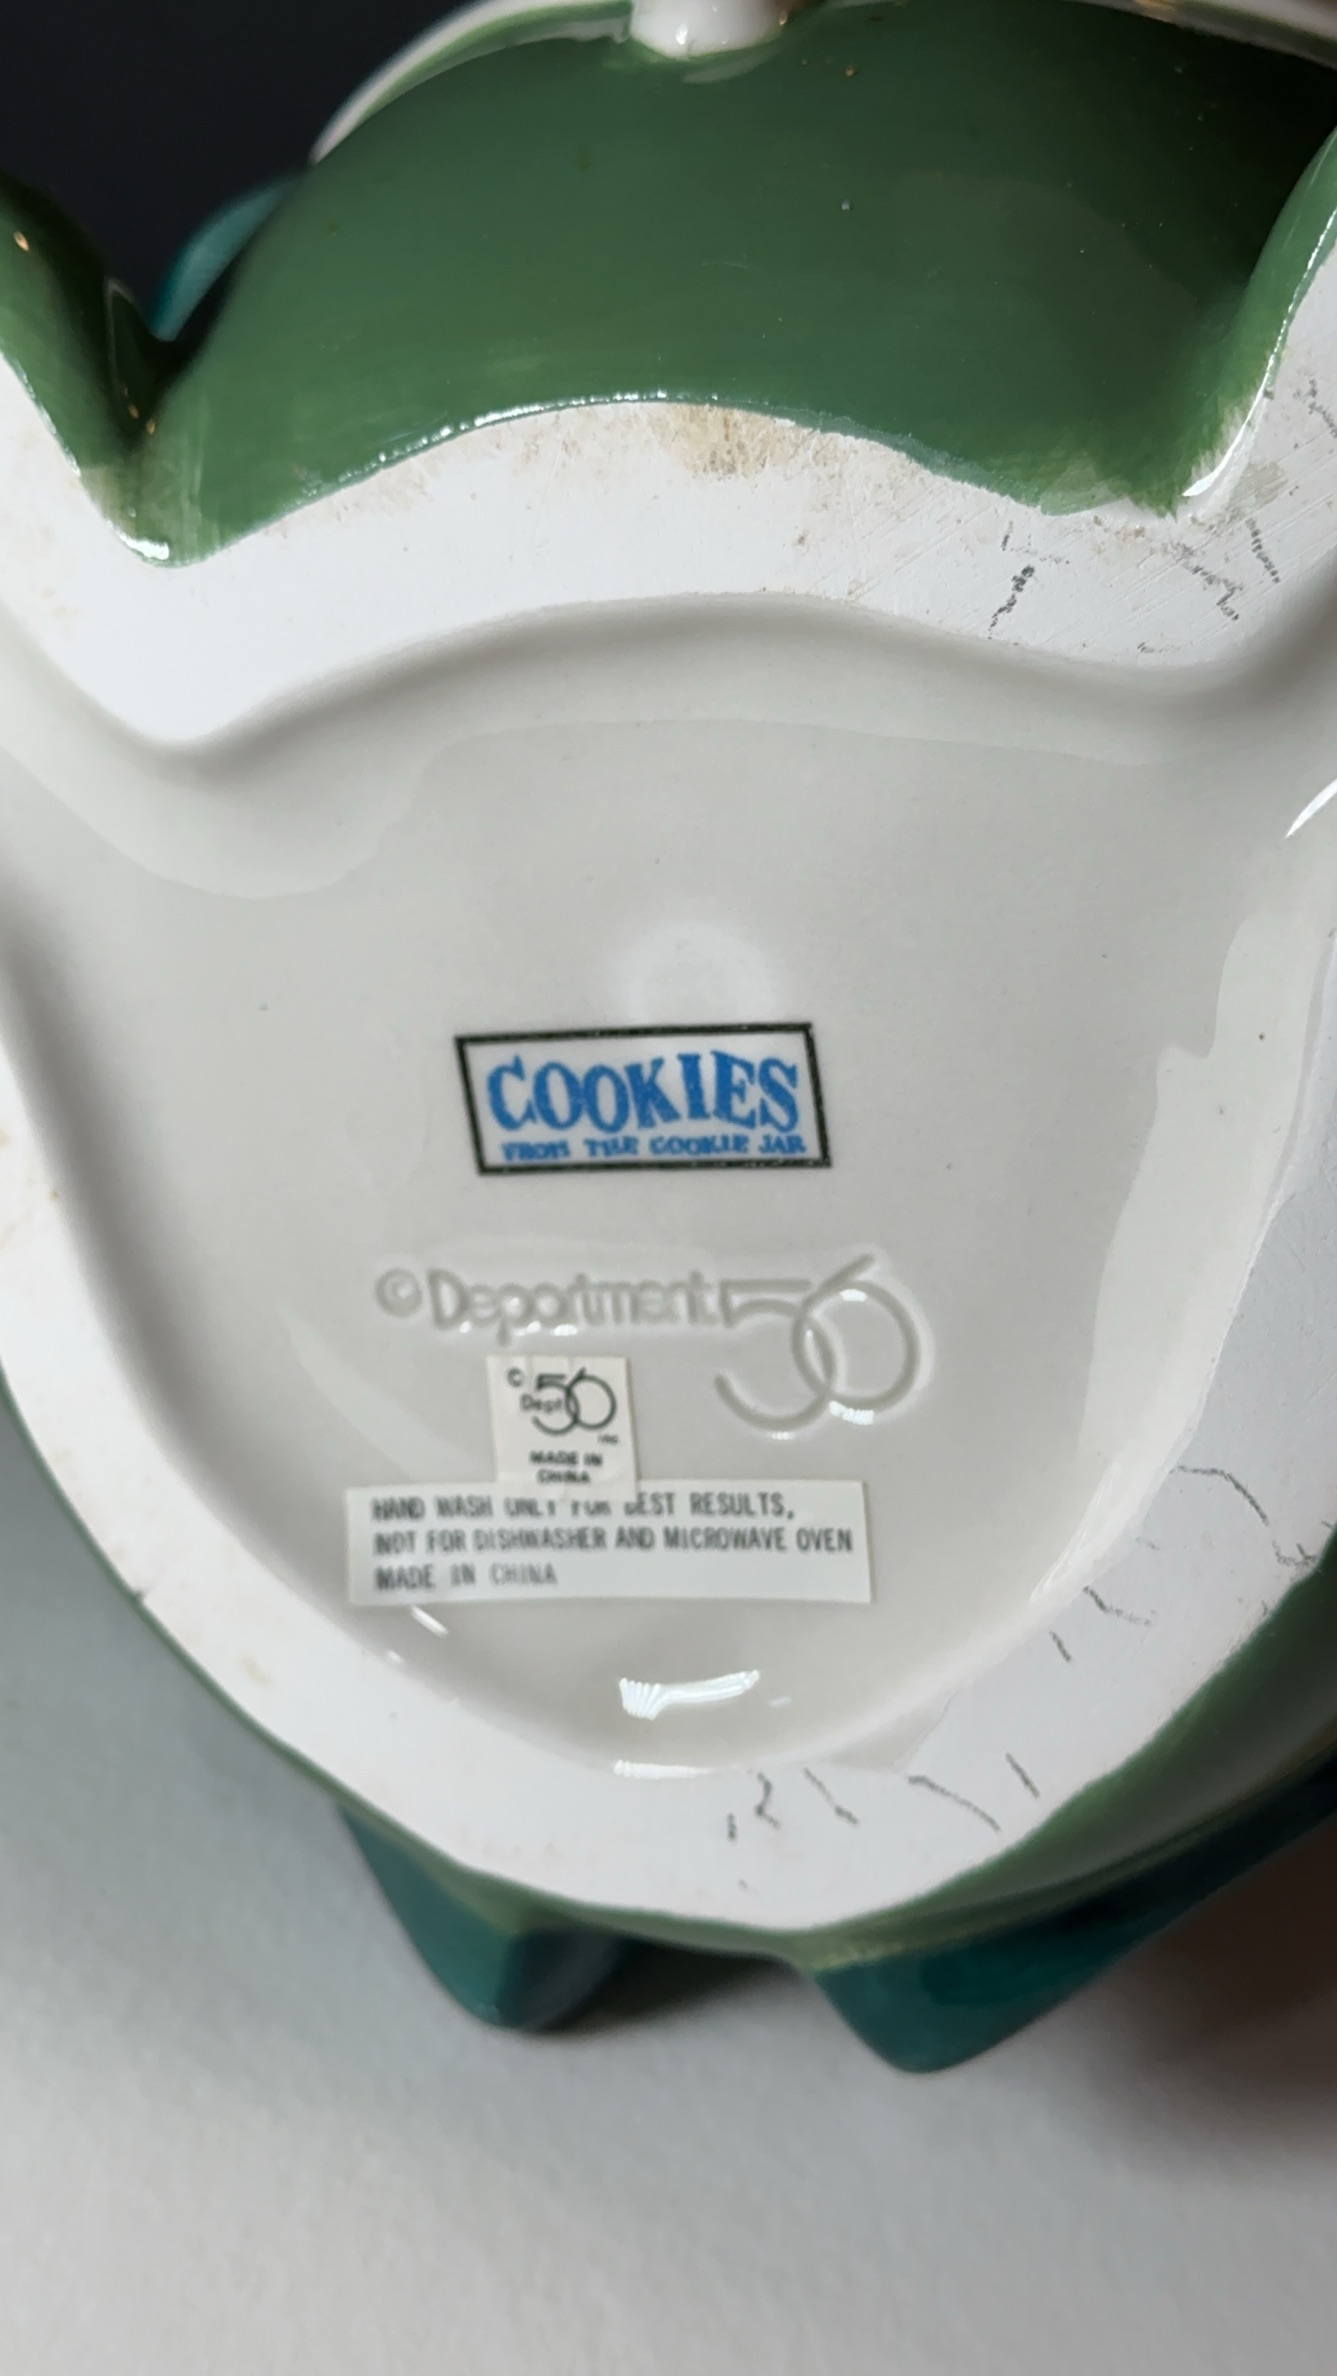 COOKIES
FROM THE COOKIE JAR
© Department 56
© Dept 56 INC
MADE IN
CHINA
HAND WASH ONLY FOR BEST RESULTS,
NOT FOR DISHWASHER AND MICROWAVE OVEN
MADE IN CHINA